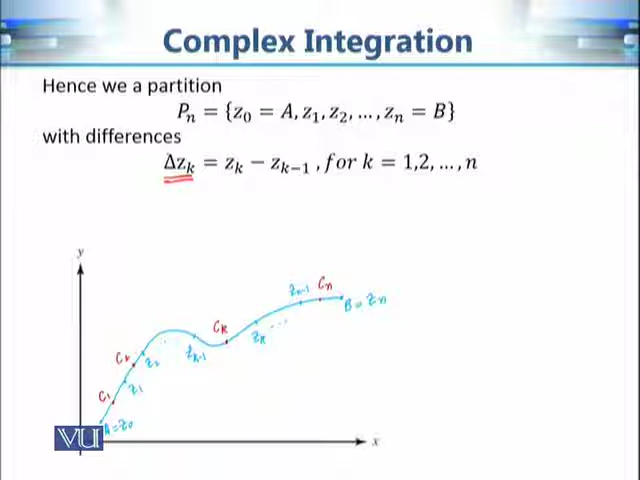 Complex Integration
Hence we a partition
Pₙ = {z₀ = A, z₁, z₂, …, zₙ = B}
with differences
Δzₖ = zₖ − zₖ₋₁ , for k = 1,2, …, n
y
Zₙ₋₁ Cₙ
B = Zₙ
Cₖ
Zₖ ...
Zₖ₋₁
C₂
Z₂
C₁
Z₁
A=Z₀
VU
x